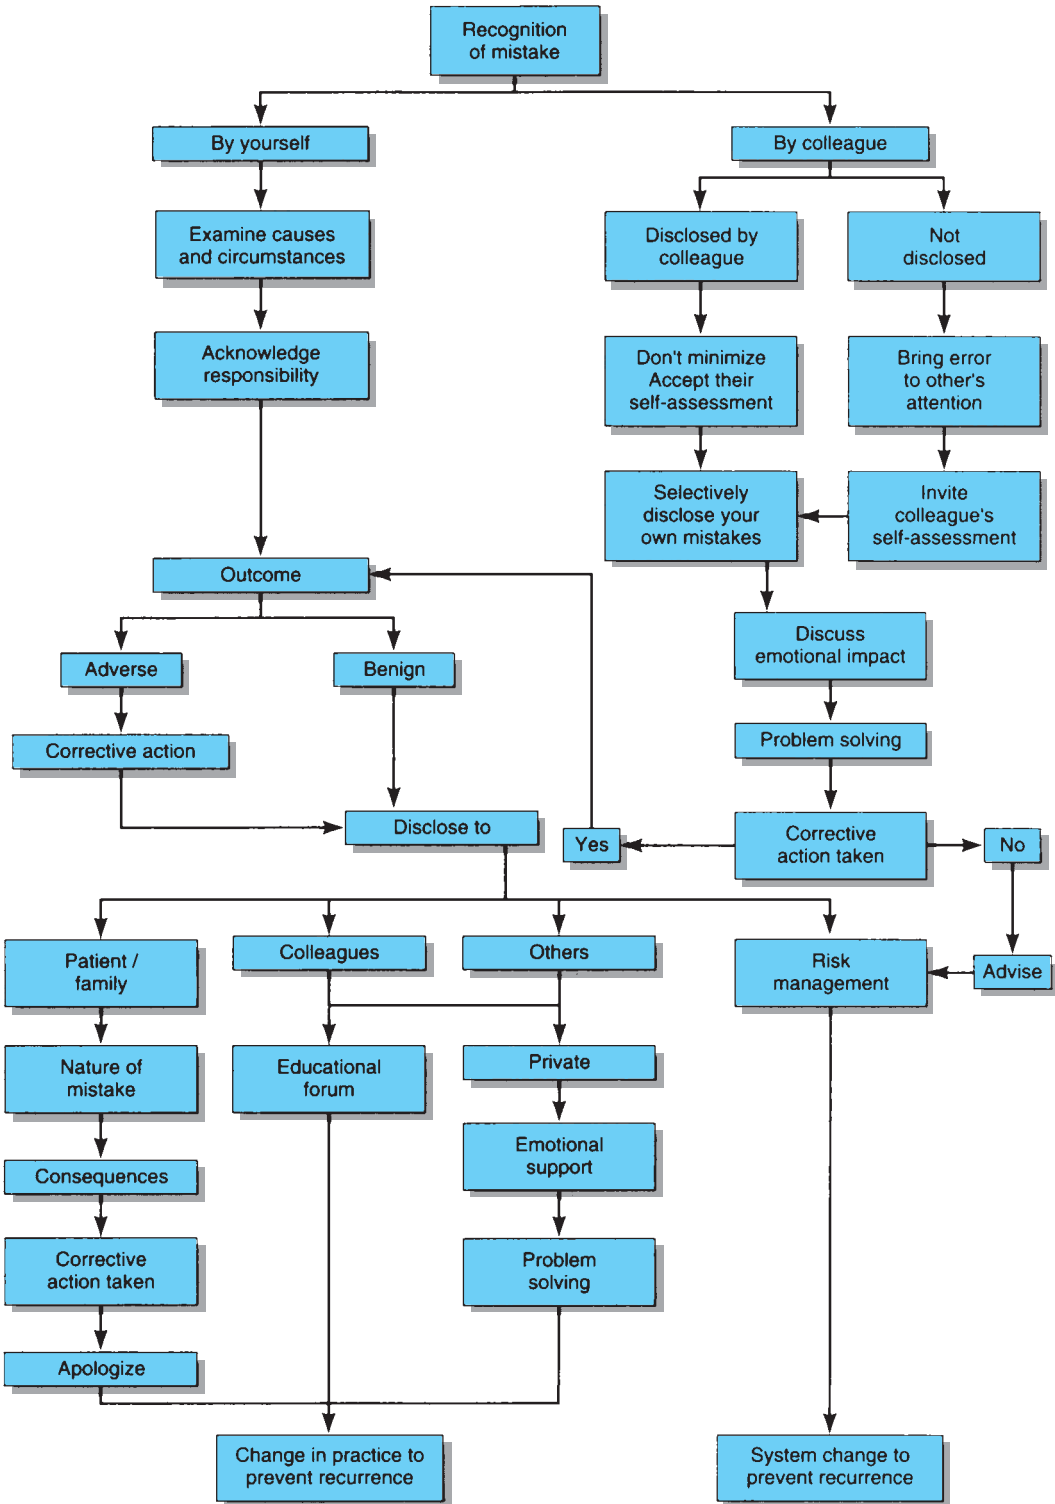 Recognition
of mistake
By yourself
By colleague
Examine causes
and circumstances
Disclosed by
colleague
Not
disclosed
Acknowledge
responsibility
Don't minimize
Accept their
self-assessment
Bring error
to other's
attention
Selectively
disclose your
own mistakes
Invite
colleague's
self-assessment
Outcome
Discuss
emotional impact
Adverse
Benign
Corrective action
Problem solving
Disclose to
Yes
Corrective
action taken
No
Patient /
family
Colleagues
Others
Risk
management
Advise
Nature of
mistake
Educational
forum
Private
Emotional
support
Consequences
Corrective
action taken
Problem
solving
Apologize
Change in practice to
prevent recurrence
System change to
prevent recurrence